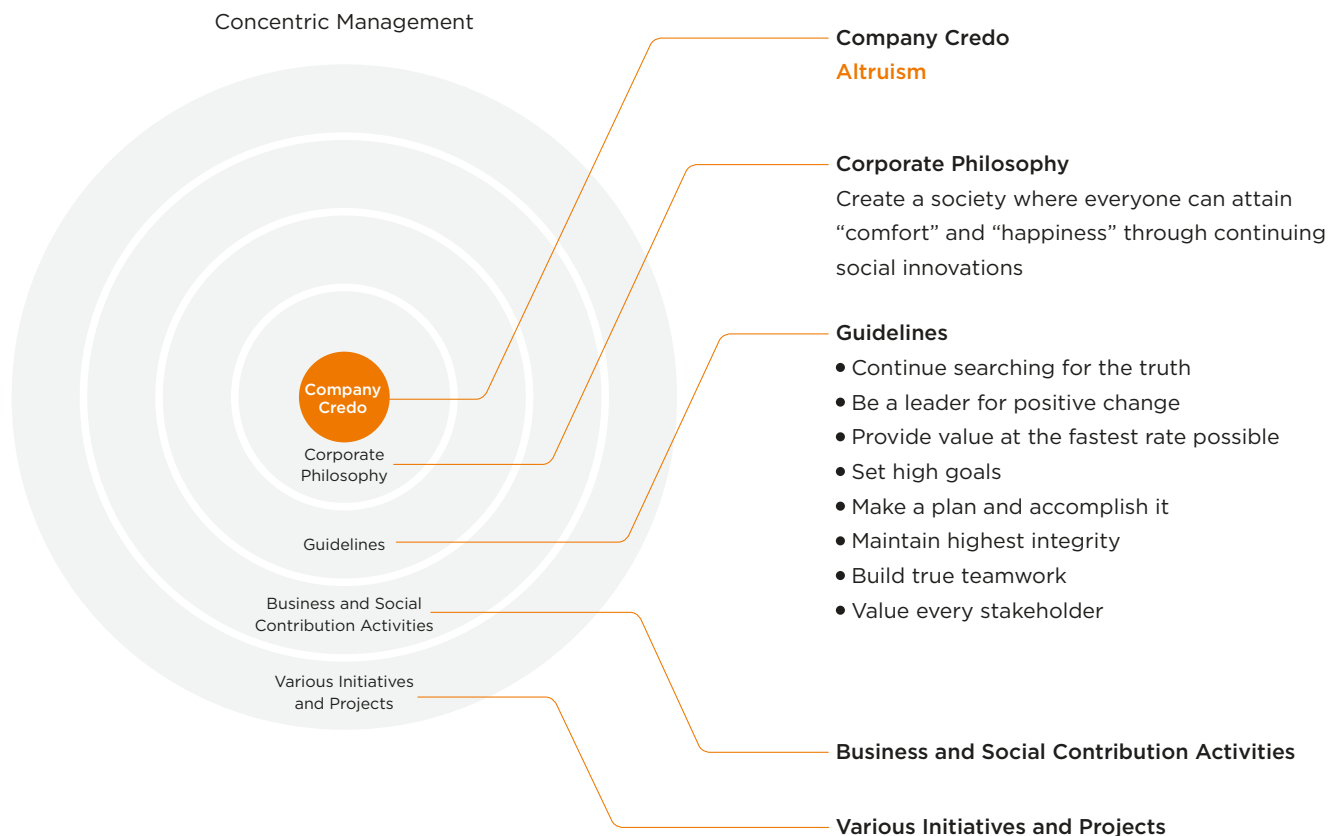 Concentric Management
Company
Credo
Corporate
Philosophy
Guidelines
Business and Social
Contribution Activities
Various Initiatives
and Projects
Company Credo
Altruism
Corporate Philosophy
Create a society where everyone can attain
“comfort” and “happiness” through continuing
social innovations
Guidelines
• Continue searching for the truth
• Be a leader for positive change
• Provide value at the fastest rate possible
• Set high goals
• Make a plan and accomplish it
• Maintain highest integrity
• Build true teamwork
• Value every stakeholder
Business and Social Contribution Activities
Various Initiatives and Projects